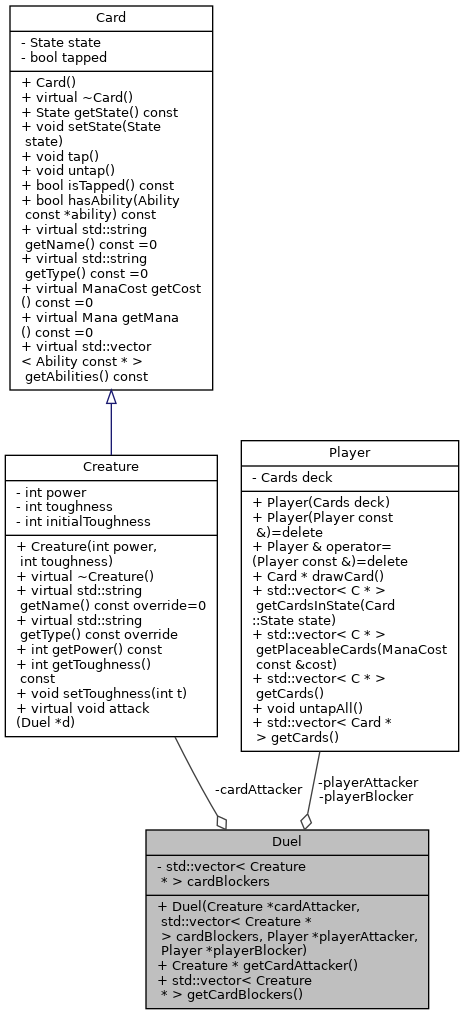 Card
- State state
- bool tapped
+ Card()
+ virtual ~Card()
+ State getState() const
+ void setState(State
state)
+ void tap()
+ void untap()
+ bool isTapped() const
+ bool hasAbility(Ability
const *ability) const
+ virtual std::string
getName() const =0
+ virtual std::string
getType() const =0
+ virtual ManaCost getCost
() const =0
+ virtual Mana getMana
() const =0
+ virtual std::vector
< Ability const * >
getAbilities() const
Creature
- int power
- int toughness
- int initialToughness
+ Creature(int power,
int toughness)
+ virtual ~Creature()
+ virtual std::string
getName() const override=0
+ virtual std::string
getType() const override
+ int getPower() const
+ int getToughness()
const
+ void setToughness(int t)
+ virtual void attack
(Duel *d)
Player
- Cards deck
+ Player(Cards deck)
+ Player(Player const
&)=delete
+ Player & operator=
(Player const &)=delete
+ Card * drawCard()
+ std::vector< C * >
getCardsInState(Card
::State state)
+ std::vector< C * >
getPlaceableCards(ManaCost
const &cost)
+ std::vector< C * >
getCards()
+ void untapAll()
+ std::vector< Card *
> getCards()
-cardAttacker
-playerAttacker
-playerBlocker
Duel
- std::vector< Creature
* > cardBlockers
+ Duel(Creature *cardAttacker,
std::vector< Creature *
> cardBlockers, Player *playerAttacker,
Player *playerBlocker)
+ Creature * getCardAttacker()
+ std::vector< Creature
* > getCardBlockers()